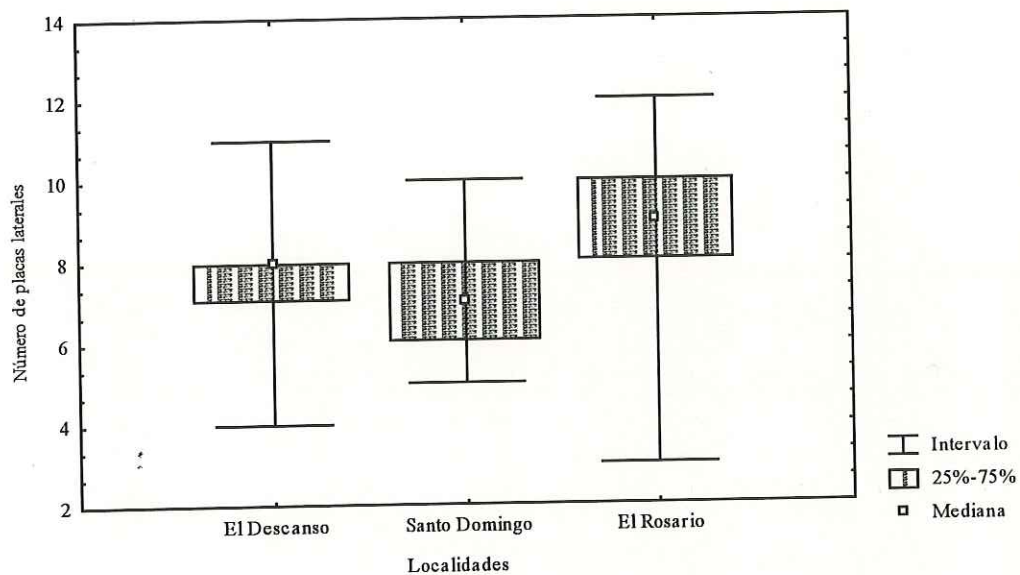 Número de placas laterales
14
12
10
8
6
4
2
El Descanso Santo Domingo El Rosario
Localidades
Intervalo
25%-75%
Mediana